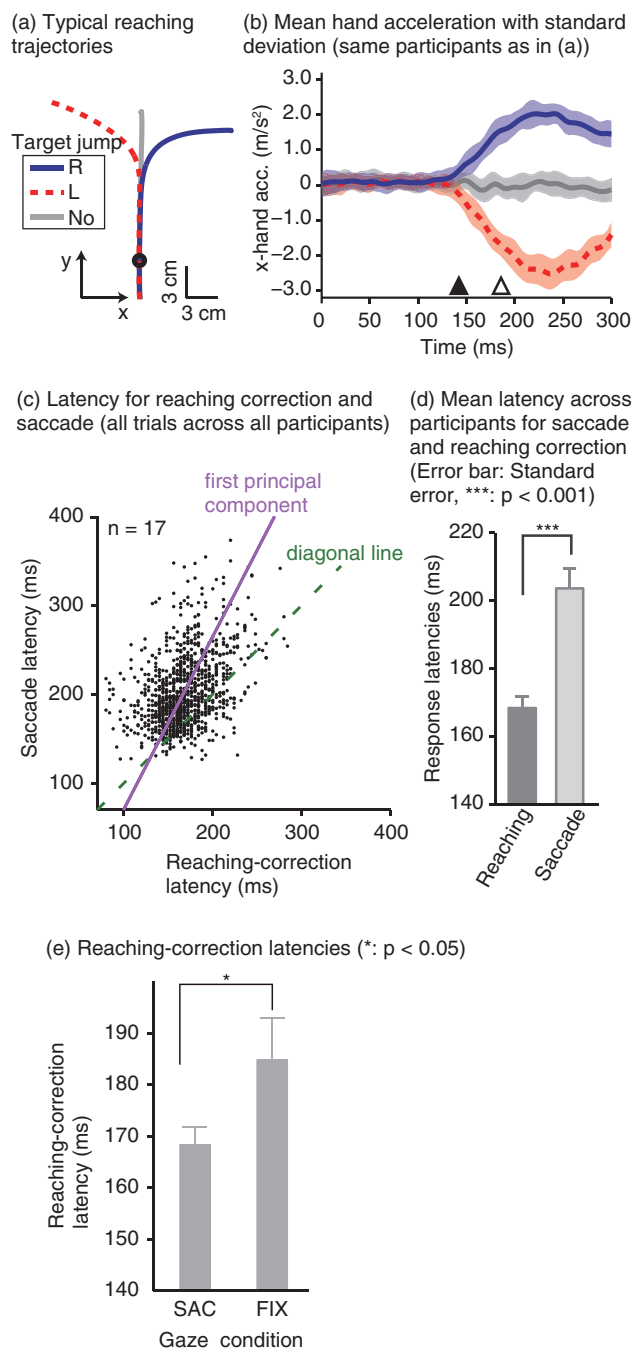 (a) Typical reaching
trajectories
Target jump
R
L
No
y
x
3 cm
3 cm
(b) Mean hand acceleration with standard
deviation (same participants as in (a))
x-hand acc. (m/s²)
3.0
2.0
1.0
0
−1.0
−2.0
−3.0
0
50
100
150
200
250
300
Time (ms)
(c) Latency for reaching correction and
saccade (all trials across all participants)
first principal
component
n = 17
diagonal line
Saccade latency (ms)
400
300
200
100
100
200
300
400
Reaching-correction
latency (ms)
(d) Mean latency across
participants for saccade
and reaching correction
(Error bar: Standard
error, ***: p < 0.001)
***
Response latencies (ms)
220
200
180
160
140
Reaching
Saccade
(e) Reaching-correction latencies (*: p < 0.05)
*
Reaching-correction
latency (ms)
190
180
170
160
150
140
SAC
FIX
Gaze condition